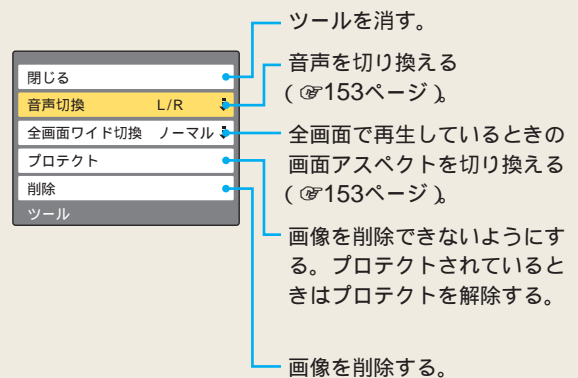 閉じる
音声切換 L/R
全画面ワイド切換 ノーマル
プロテクト
削除
ツール
ツールを消す。
音声を切り換える
（☞153ページ）。
全画面で再生しているときの
画面アスペクトを切り換える
（☞153ページ）。
画像を削除できないようにす
る。プロテクトされていると
きはプロテクトを解除する。
画像を削除する。